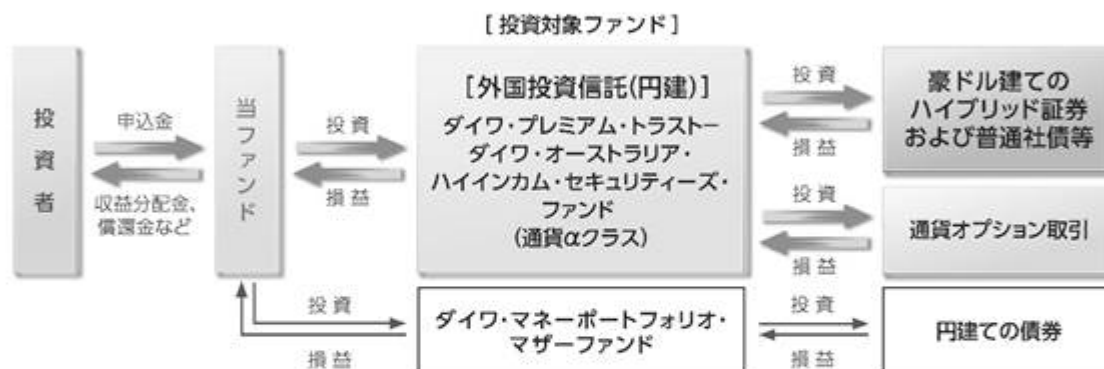 [投資対象ファンド]
投資者
申込金
収益分配金、
償還金など
当ファンド
投資
損益
[外国投資信託(円建)]
ダイワ・プレミアム・トラストー
ダイワ・オーストラリア・
ハイインカム・セキュリティーズ・
ファンド
(通貨αクラス)
投資
損益
豪ドル建ての
ハイブリッド証券
および普通社債等
投資
損益
通貨オプション取引
投資
損益
ダイワ・マネーポートフォリオ・
マザーファンド
投資
損益
円建ての債券